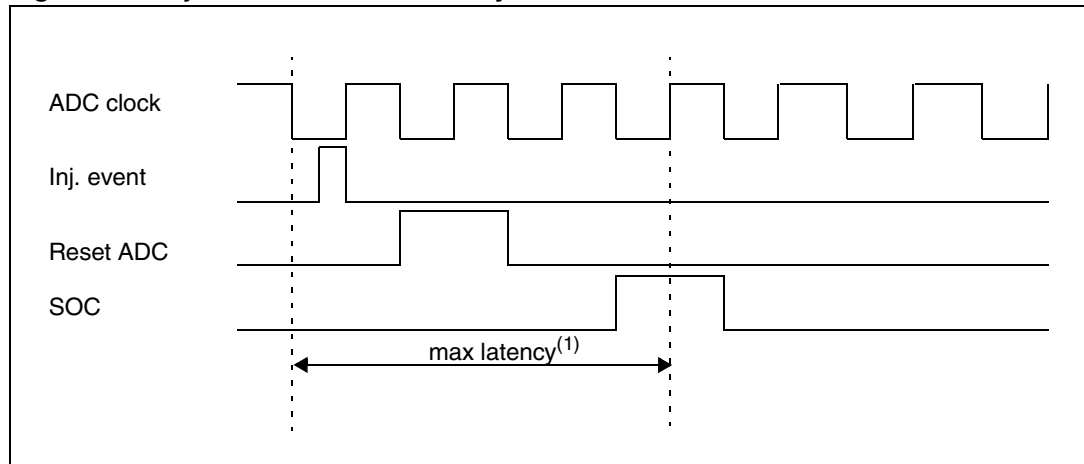 ADC clock
Inj. event
Reset ADC
SOC
max latency(1)